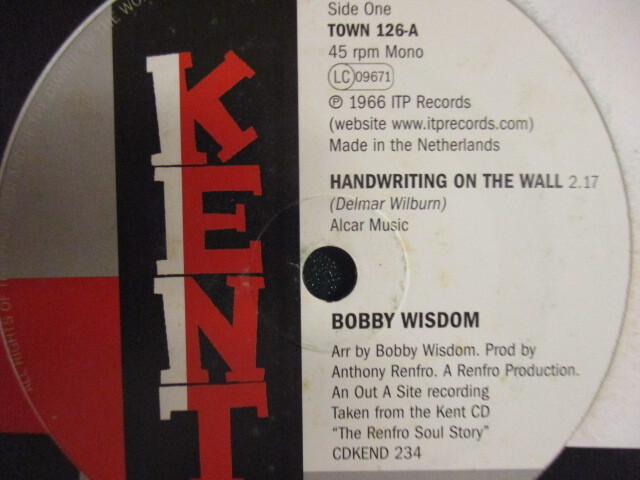 KENT
Side One
TOWN 126-A
45 rpm Mono
LC 09671
℗ 1966 ITP Records
(website www.itprecords.com)
Made in the Netherlands
HANDWRITING ON THE WALL 2.17
(Delmar Wilburn)
Alcar Music
BOBBY WISDOM
Arr by Bobby Wisdom. Prod by
Anthony Renfro. A Renfro Production.
An Out A Site recording
Taken from the Kent CD
"The Renfro Soul Story"
CDKEND 234
ALL RIGHTS OF